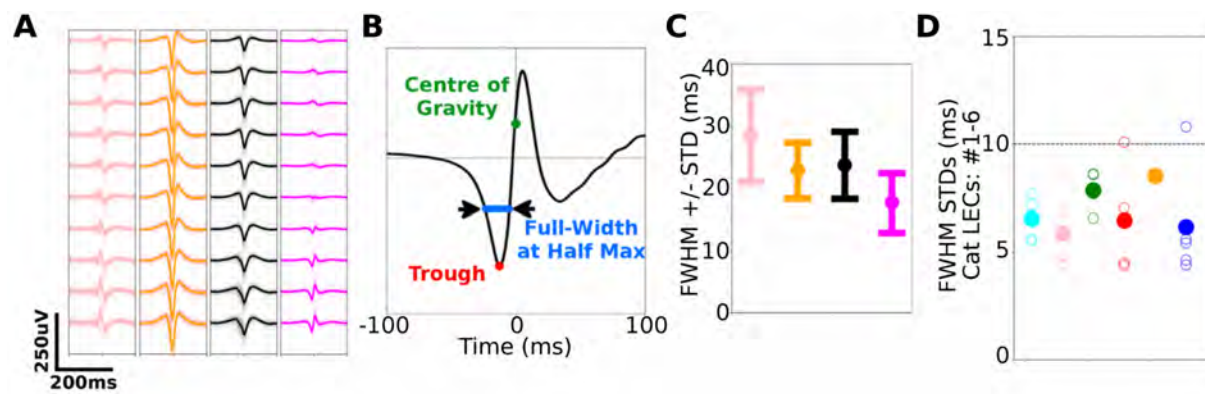 A
250uV
200ms
B
Centre of
Gravity
Full-Width
at Half Max
Trough
-100
0
100
Time (ms)
C
FWHM +/- STD (ms)
40
30
20
10
0
D
FWHM STDs (ms)
Cat LECs: #1-6
15
10
5
0